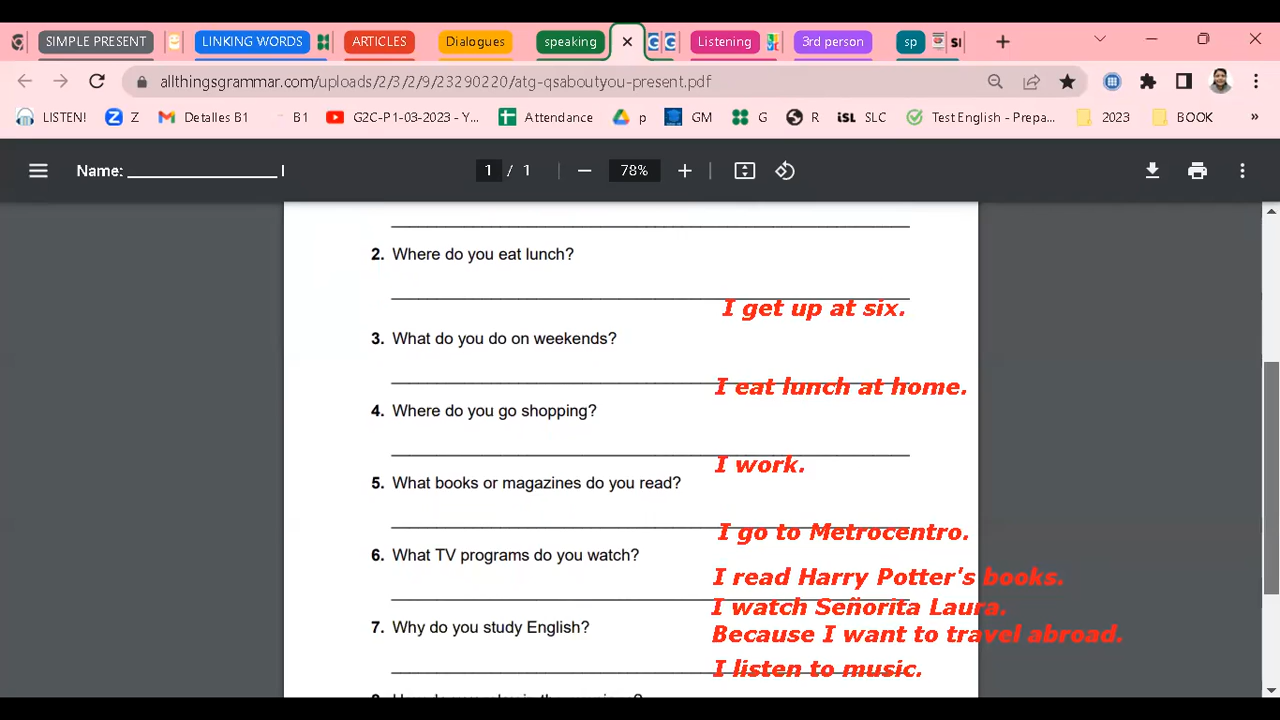 SIMPLE PRESENT LINKING WORDS ARTICLES Dialogues speaking Listening 3rd person sp SI
allthingsgrammar.com/uploads/2/3/2/9/23290220/atg-qsaboutyou-present.pdf
LISTEN! Z Detalles B1 B1 G2C-P1-03-2023 - Y... Attendance p GM G R iSL SLC Test English - Prepa... 2023 BOOK »
Name: _______________ l 1 / 1 78%
2. Where do you eat lunch?
I get up at six.
3. What do you do on weekends?
I eat lunch at home.
4. Where do you go shopping?
I work.
5. What books or magazines do you read?
I go to Metrocentro.
6. What TV programs do you watch?
I read Harry Potter's books.
I watch Señorita Laura.
7. Why do you study English?
Because I want to travel abroad.
I listen to music.